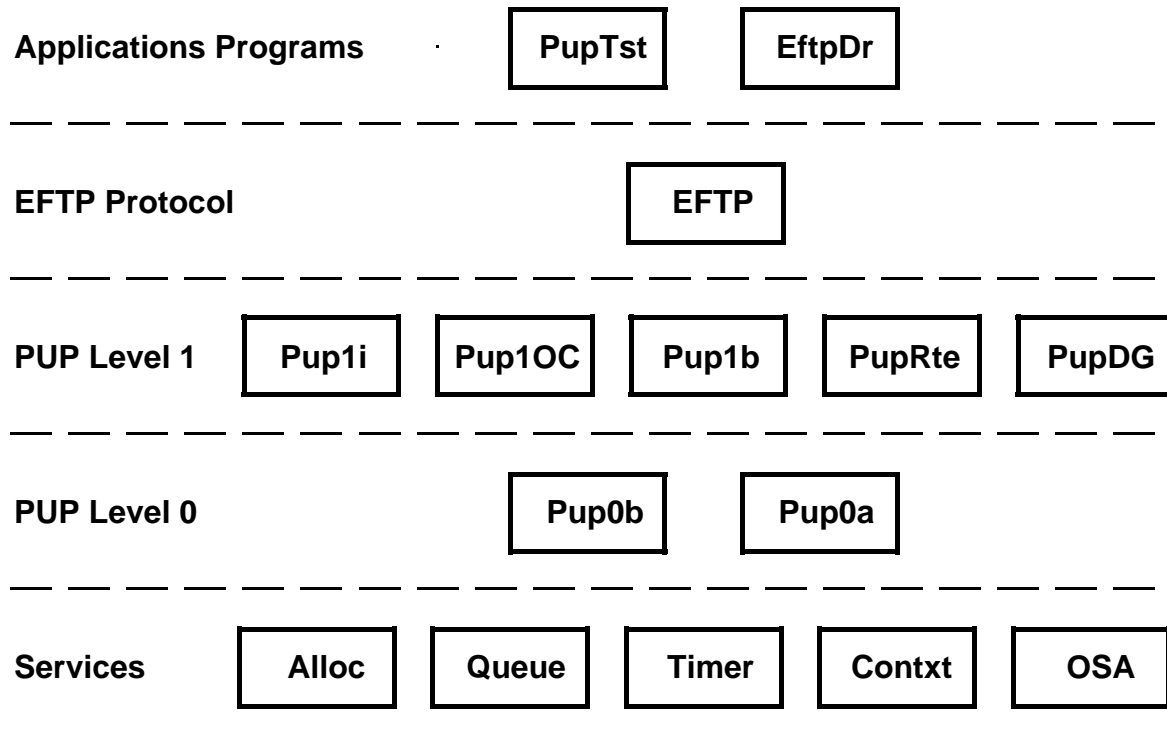 Applications Programs PupTst EftpDr
EFTP Protocol EFTP
PUP Level 1 Pup1i Pup1OC Pup1b PupRte PupDG
PUP Level 0 Pup0b Pup0a
Services Alloc Queue Timer Contxt OSA